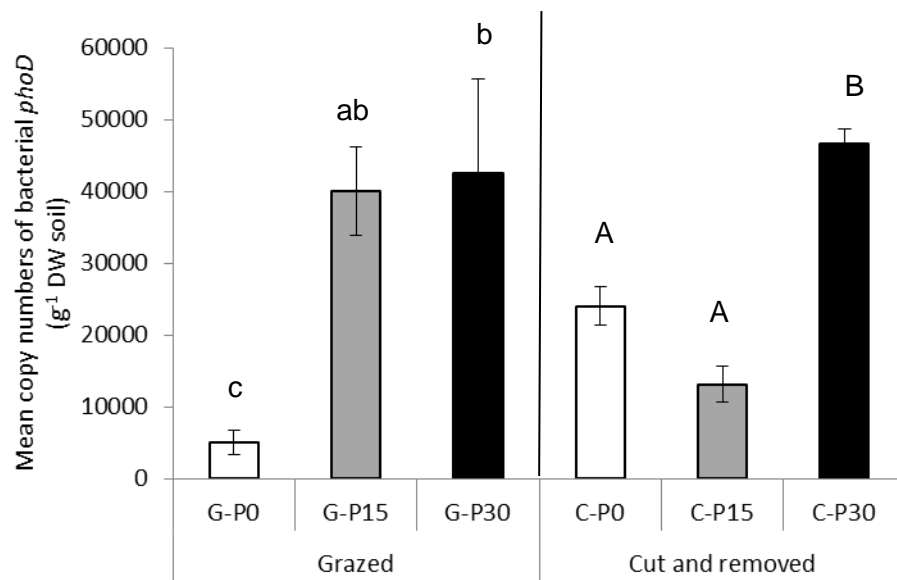 Mean copy numbers of bacterial phoD
(g⁻¹ DW soil)
60000
50000
40000
30000
20000
10000
0
c
ab
b
A
A
B
G-P0 G-P15 G-P30 C-P0 C-P15 C-P30
Grazed Cut and removed